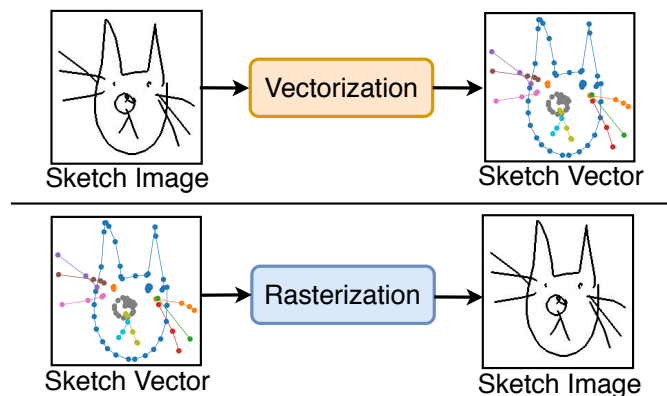 Vectorization
Sketch Image
Sketch Vector
Rasterization
Sketch Vector
Sketch Image